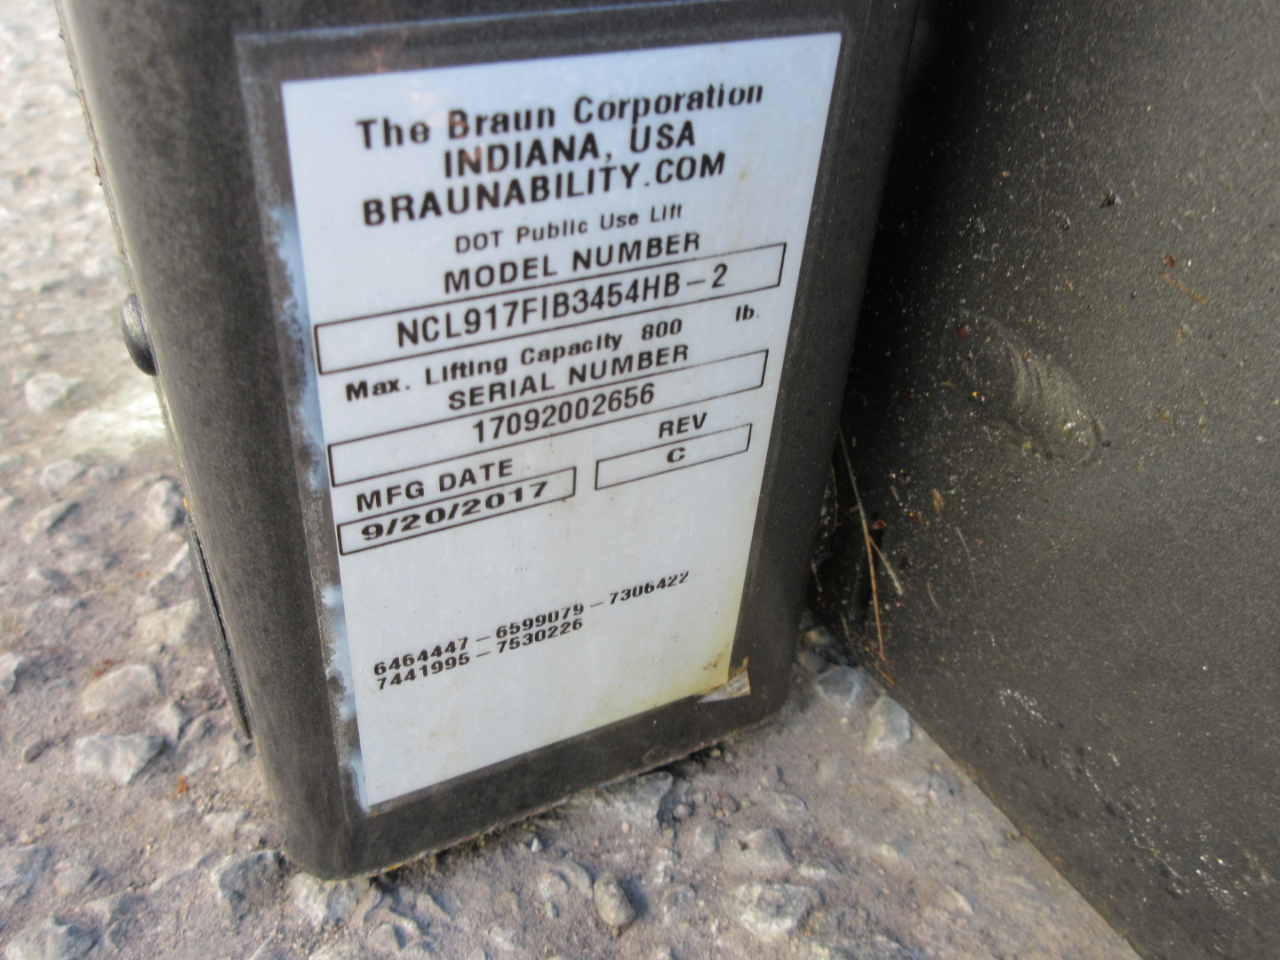 The Braun Corporation
INDIANA, USA
BRAUNABILITY.COM
DOT Public Use Lift
MODEL NUMBER
NCL917FIB3454HB-2
Max. Lifting Capacity 800 lb.
SERIAL NUMBER
17092002656
MFG DATE REV
9/20/2017 C
6464447-6599079-7306422
7441995-7530226